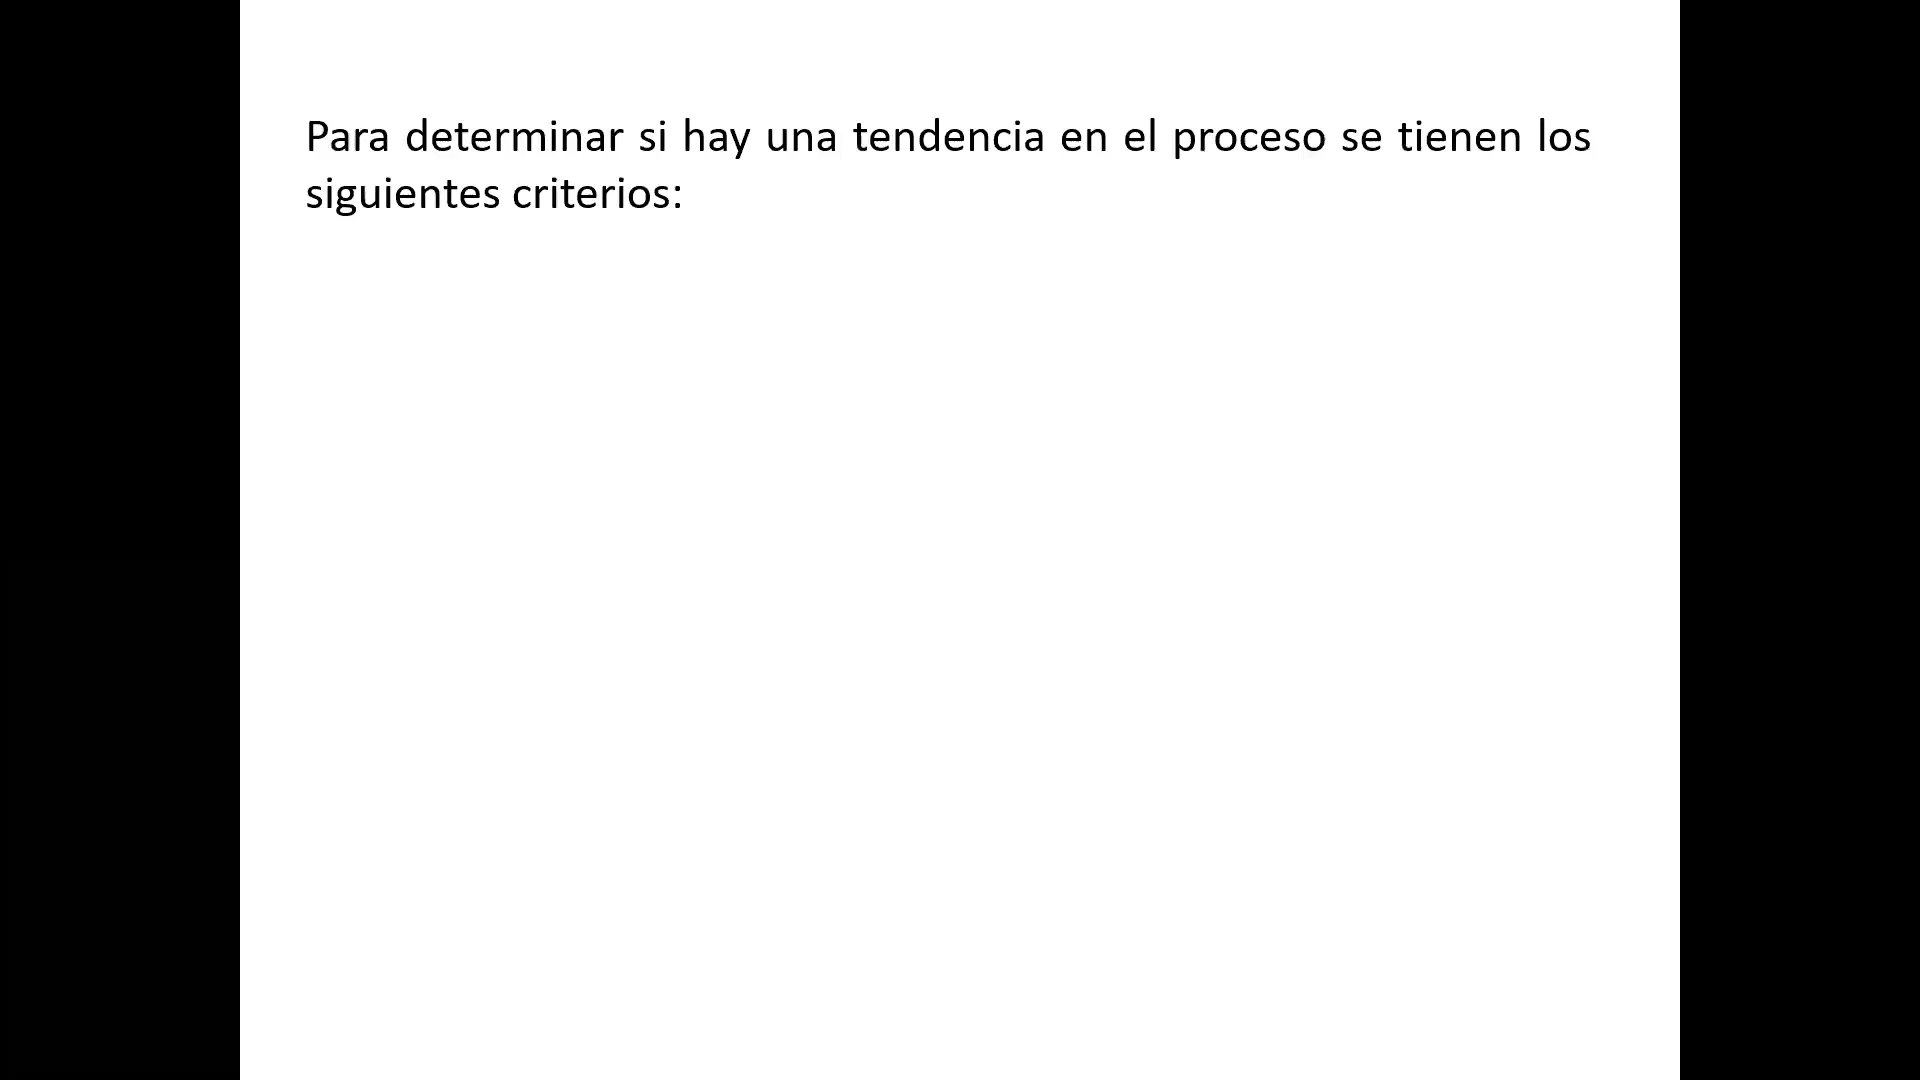 Para determinar si hay una tendencia en el proceso se tienen los
siguientes criterios: